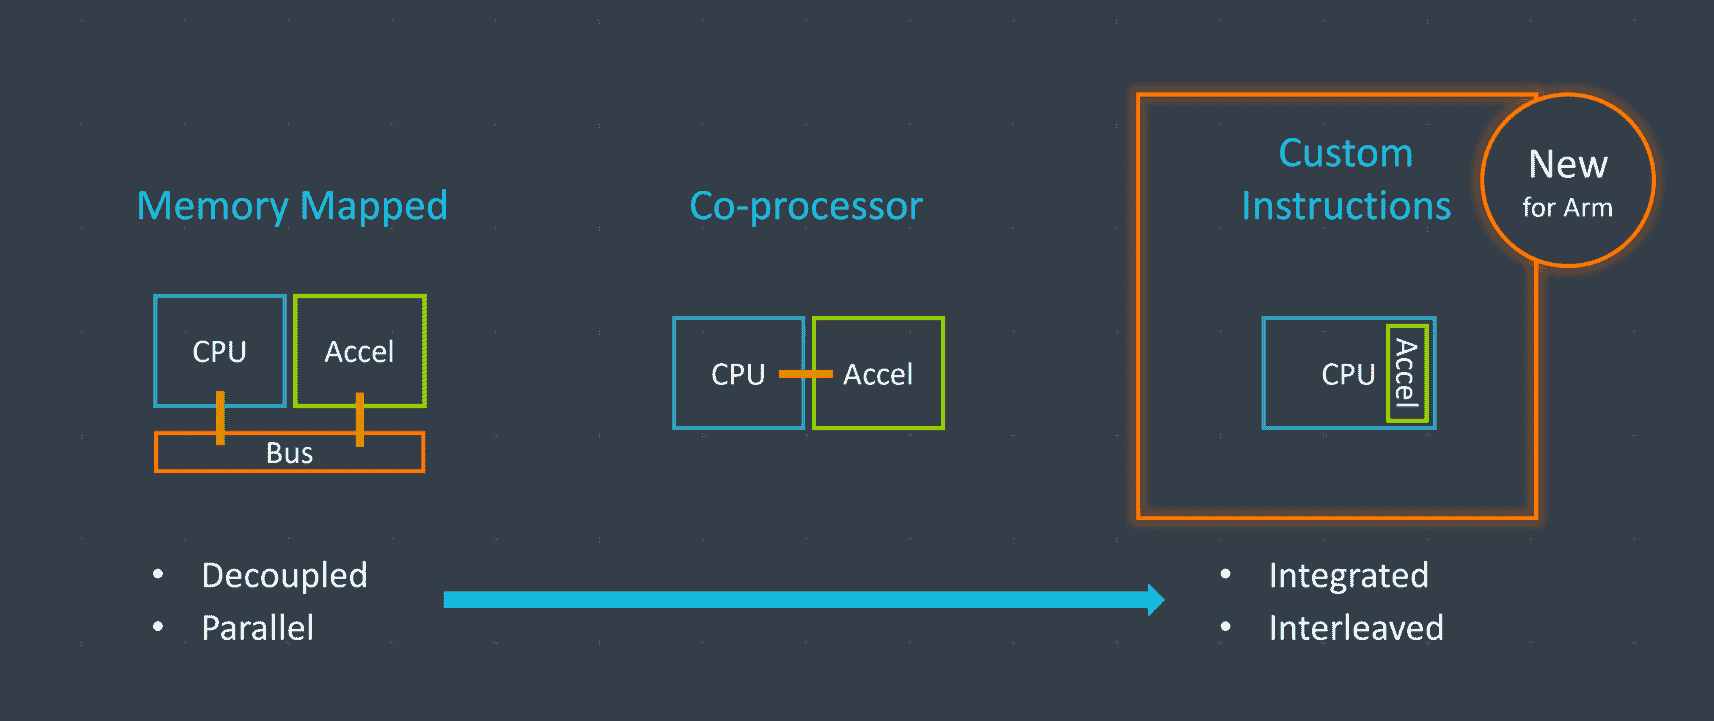 Memory Mapped
CPU
Accel
Bus
Co-processor
CPU
Accel
Custom
Instructions
New
for Arm
CPU
Accel
• Decoupled
• Parallel
• Integrated
• Interleaved